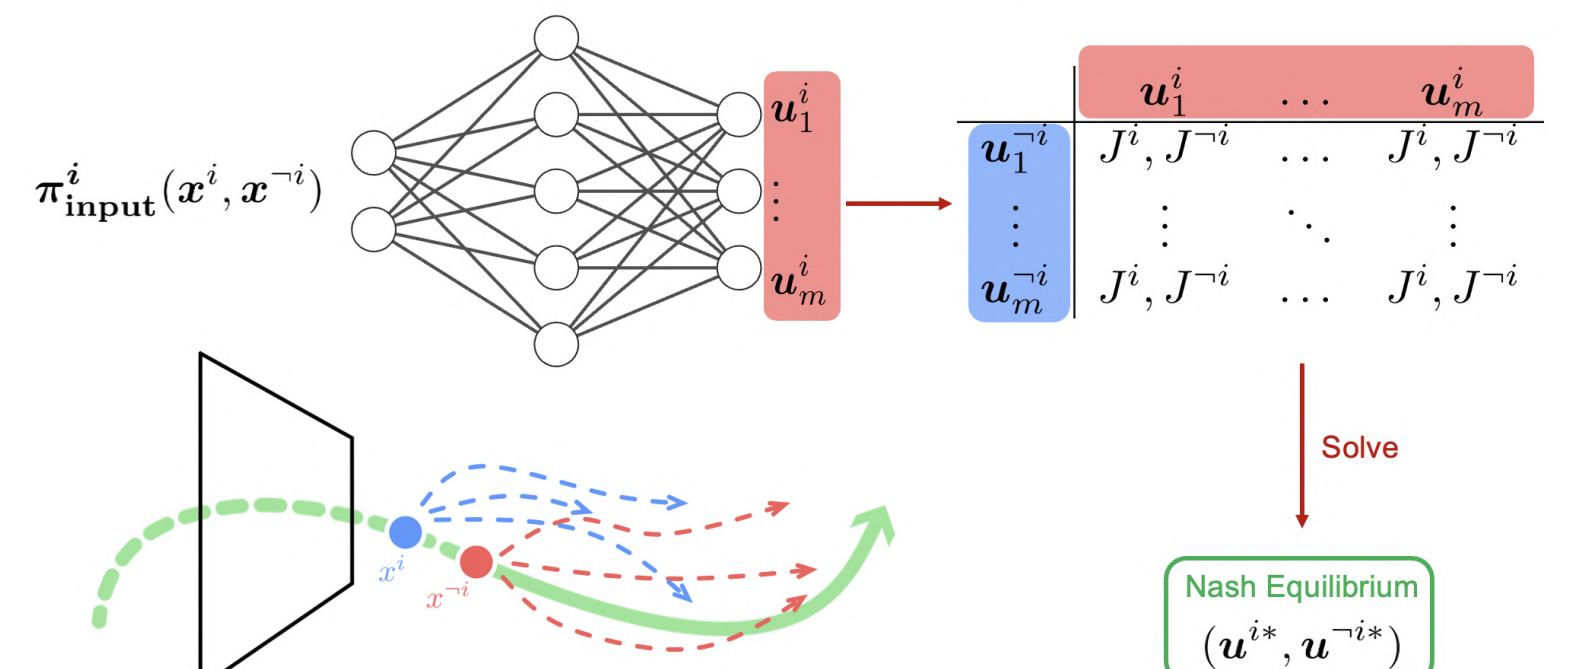 π^i_input(x^i, x^¬i)
u^i_1
⋮
u^i_m
u^i_1 … u^i_m
u^¬i_1 J^i, J^¬i … J^i, J^¬i
⋮ ⋮ ⋱ ⋮
u^¬i_m J^i, J^¬i … J^i, J^¬i
Solve
x^i
x^¬i
Nash Equilibrium
(u^i*, u^¬i*)